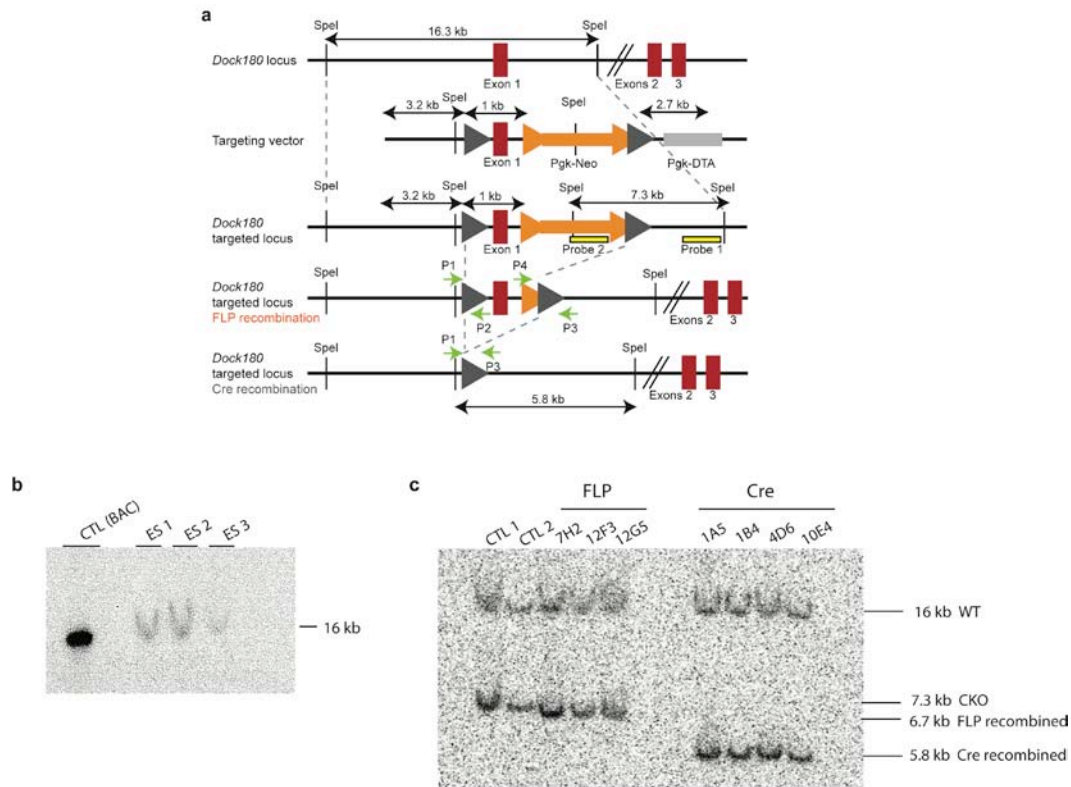 a
SpeI 16.3 kb SpeI
Dock180 locus
Exon 1 Exons 2 3
3.2 kb SpeI 1 kb SpeI 2.7 kb
Targeting vector
Exon 1 Pgk-Neo Pgk-DTA
SpeI 3.2 kb SpeI 1 kb SpeI 7.3 kb SpeI
Dock180
targeted locus
Exon 1 Probe 2 Probe 1
SpeI P1 P4 SpeI
Dock180
targeted locus
FLP recombination
P2 P3 Exons 2 3
SpeI P1 P3 SpeI
Dock180
targeted locus
Cre recombination
Exons 2 3
5.8 kb
b
CTL (BAC) ES 1 ES 2 ES 3
16 kb
c
FLP Cre
CTL 1 CTL 2 7H2 12F3 12G5 1A5 1B4 4D6 10E4
16 kb WT
7.3 kb CKO
6.7 kb FLP recombined
5.8 kb Cre recombined